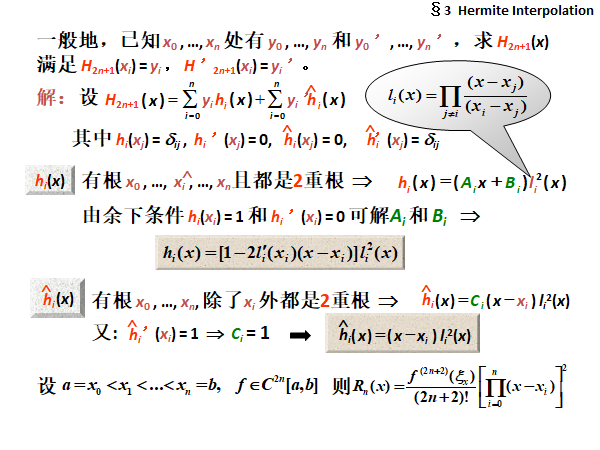 §3 Hermite Interpolation
一般地，已知 x₀ , …, xₙ 处有 y₀ , …, yₙ 和 y₀’ , …, yₙ’ ，求 H₂ₙ₊₁(x)
满足 H₂ₙ₊₁(xᵢ) = yᵢ ，H’₂ₙ₊₁(xᵢ) = yᵢ’ 。
解：设 H₂ₙ₊₁(x) = ∑ᵢ₌₀ⁿ yᵢ hᵢ(x) + ∑ᵢ₌₀ⁿ yᵢ’ ĥᵢ(x)
lᵢ(x) = ∏_{j≠i} (x − xⱼ)/(xᵢ − xⱼ)
其中 hᵢ(xⱼ) = δᵢⱼ , hᵢ’(xⱼ) = 0, ĥᵢ(xⱼ) = 0, ĥᵢ’(xⱼ) = δᵢⱼ
hᵢ(x) 有根 x₀ , …, x̂ᵢ , …, xₙ 且都是2重根 ⇒ hᵢ(x) = (Aᵢx + Bᵢ) lᵢ²(x)
由余下条件 hᵢ(xᵢ) = 1 和 hᵢ’(xᵢ) = 0 可解 Aᵢ 和 Bᵢ ⇒
hᵢ(x) = [1 − 2lᵢ′(xᵢ)(x − xᵢ)] lᵢ²(x)
ĥᵢ(x) 有根 x₀ , …, xₙ, 除了 xᵢ 外都是2重根 ⇒ ĥᵢ(x) = Cᵢ(x − xᵢ) lᵢ²(x)
又: ĥᵢ’(xᵢ) = 1 ⇒ Cᵢ = 1 ➡ ĥᵢ(x) = (x − xᵢ) lᵢ²(x)
设 a = x₀ < x₁ < … < xₙ = b, f ∈ C²ⁿ[a,b] 则 Rₙ(x) = f⁽²ⁿ⁺²⁾(ξₓ)/(2n+2)! [∏ᵢ₌₀ⁿ (x − xᵢ)]²